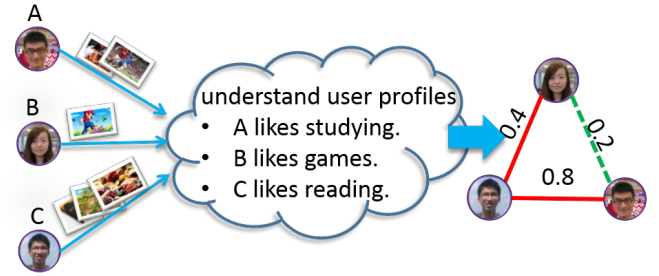 A
B
C
understand user profiles
• A likes studying.
• B likes games.
• C likes reading.
0.4
0.2
0.8